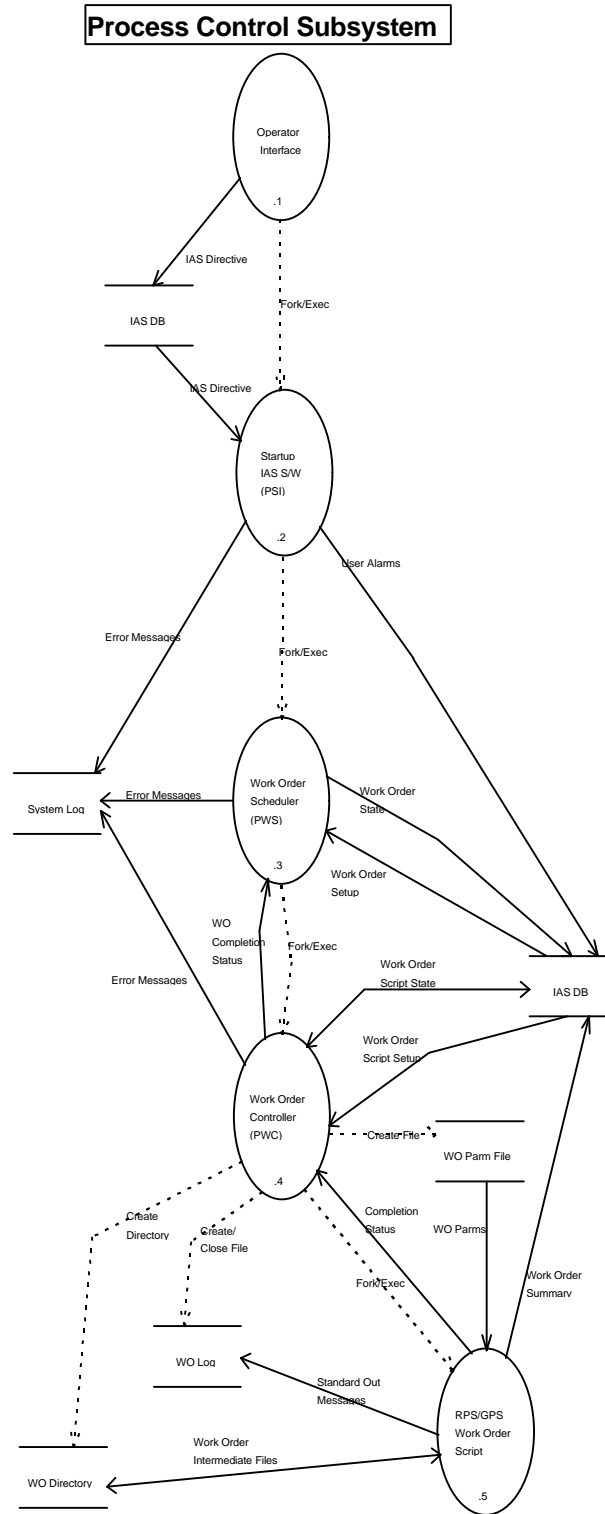 Process Control Subsystem
Operator
Interface
.1
IAS Directive
Fork/Exec
IAS DB
IAS Directive
Startup
IAS S/W
(PSI)
.2
User Alarms
Error Messages
Fork/Exec
Work Order
Scheduler
(PWS)
.3
Error Messages
System Log
Work Order
State
Work Order
Setup
WO
Completion
Status
Fork/Exec
Error Messages
Work Order
Script State
IAS DB
Work Order
Script Setup
Work Order
Controller
(PWC)
.4
Create File
WO Parm File
Create
Directory
Create/
Close File
Completion
Status
WO Parms
Fork/Exec
Work Order
Summary
WO Log
Standard Out
Messages
RPS/GPS
Work Order
Script
.5
Work Order
Intermediate Files
WO Directory